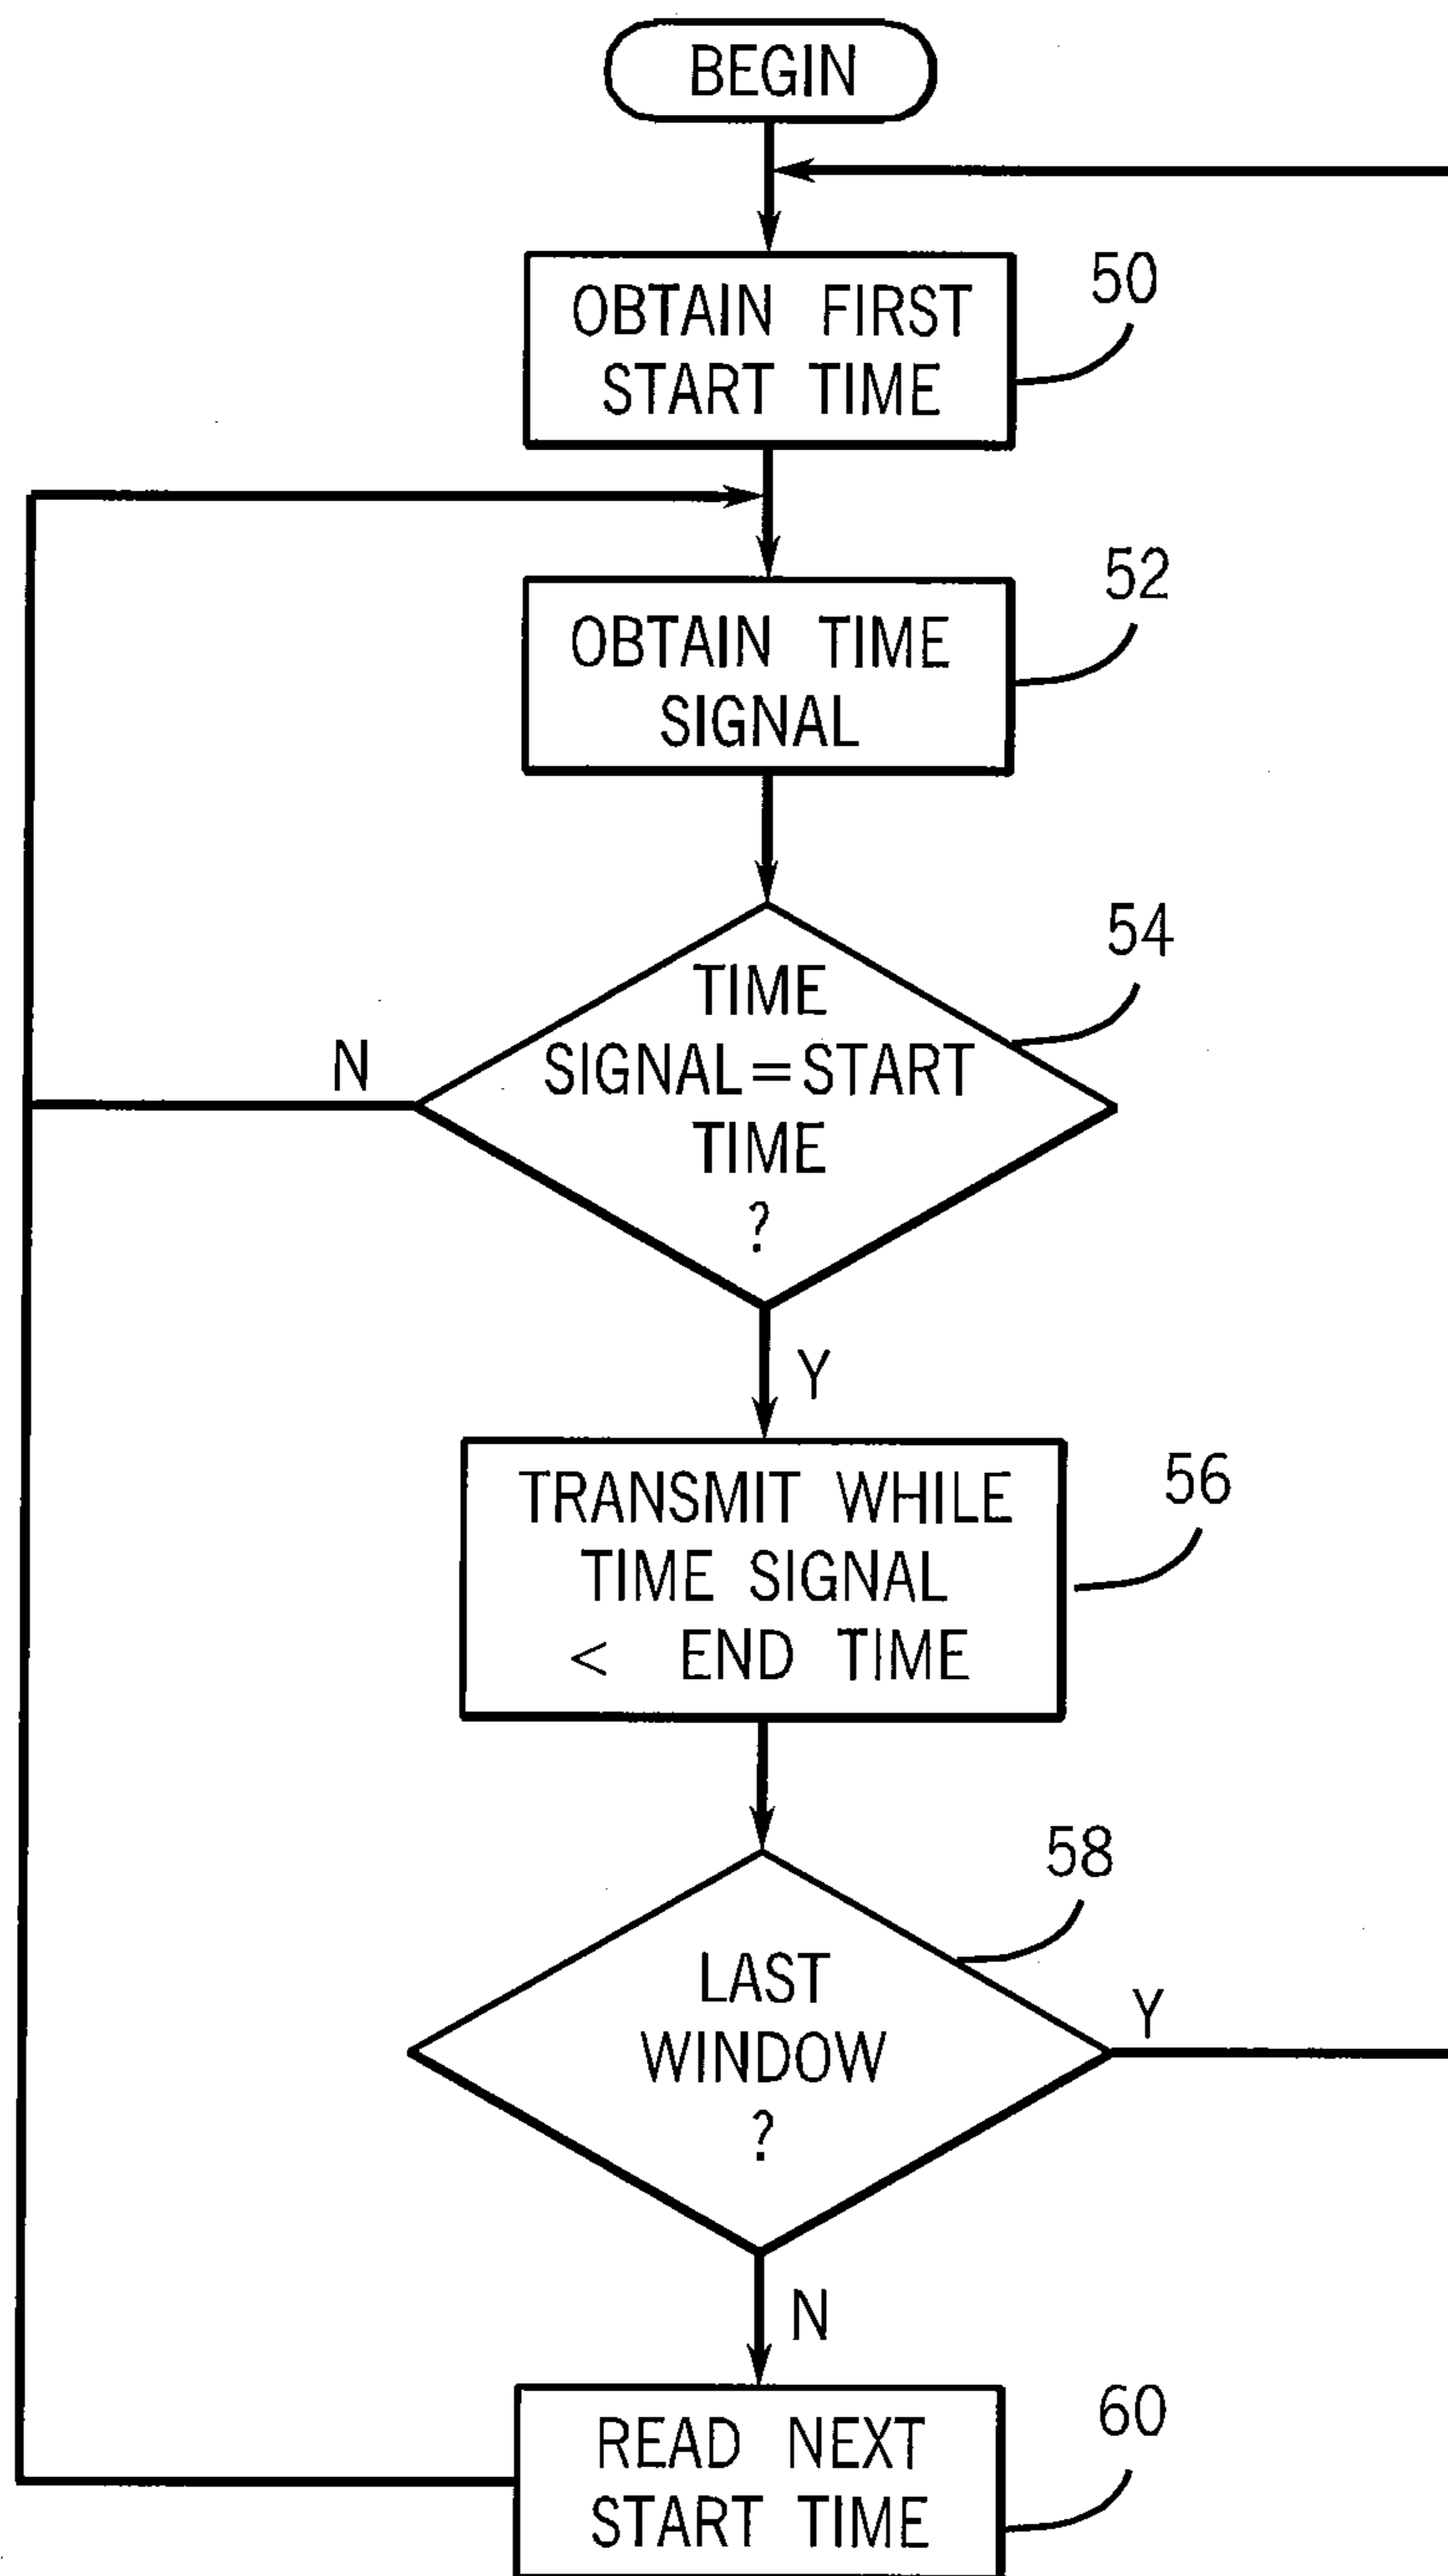 BEGIN
OBTAIN FIRST
START TIME
50
OBTAIN TIME
SIGNAL
52
TIME
SIGNAL=START
TIME
?
54
N
Y
TRANSMIT WHILE
TIME SIGNAL
< END TIME
56
LAST
WINDOW
?
58
Y
N
READ NEXT
START TIME
60